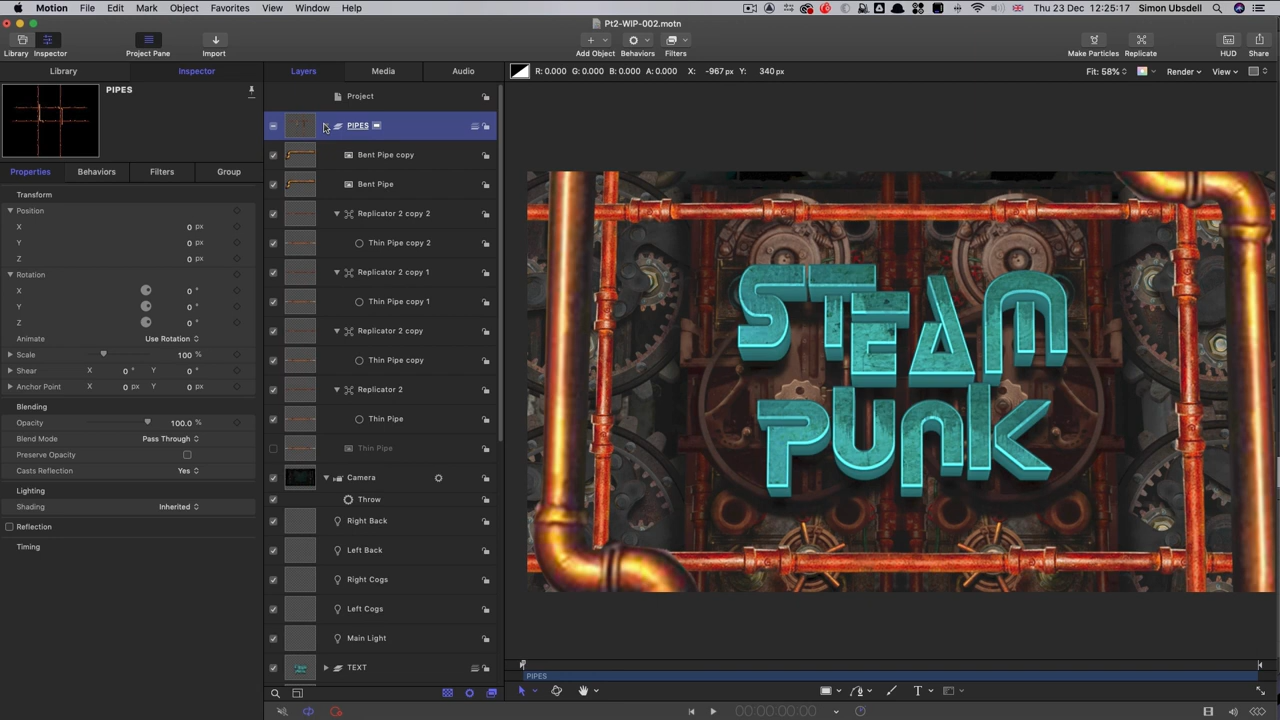 Motion File Edit Mark Object Favorites View Window Help Thu 23 Dec 12:25:17 Simon Ubsdell
Pt2-WIP-002.motn
Library Inspector Project Pane Import Add Object Behaviors Filters Make Particles Replicate HUD Share
Library Inspector Layers Media Audio R: 0.000 G: 0.000 B: 0.000 A: 0.000 X: -967 px Y: 340 px Fit: 58% Render View
PIPES
Project
PIPES
Bent Pipe copy
Properties Behaviors Filters Group
Bent Pipe
Transform
Position
Replicator 2 copy 2
X 0 px
Y 0 px
Thin Pipe copy 2
Z 0 px
Rotation
Replicator 2 copy 1
X 0 °
Y 0 °
Thin Pipe copy 1
Z 0 °
Animate Use Rotation
Replicator 2 copy
Scale 100 %
Thin Pipe copy
Shear X 0 ° Y 0 °
Anchor Point X 0 px Y 0 px
Replicator 2
Blending
Opacity 100.0 %
Thin Pipe
Blend Mode Pass Through
Preserve Opacity
Thin Pipe
Casts Reflection Yes
Camera
Lighting
Throw
Shading Inherited
Right Back
Reflection
Timing
Left Back
Right Cogs
Left Cogs
Main Light
TEXT
STEAM
PUNK
PIPES
T
00:00:00:00